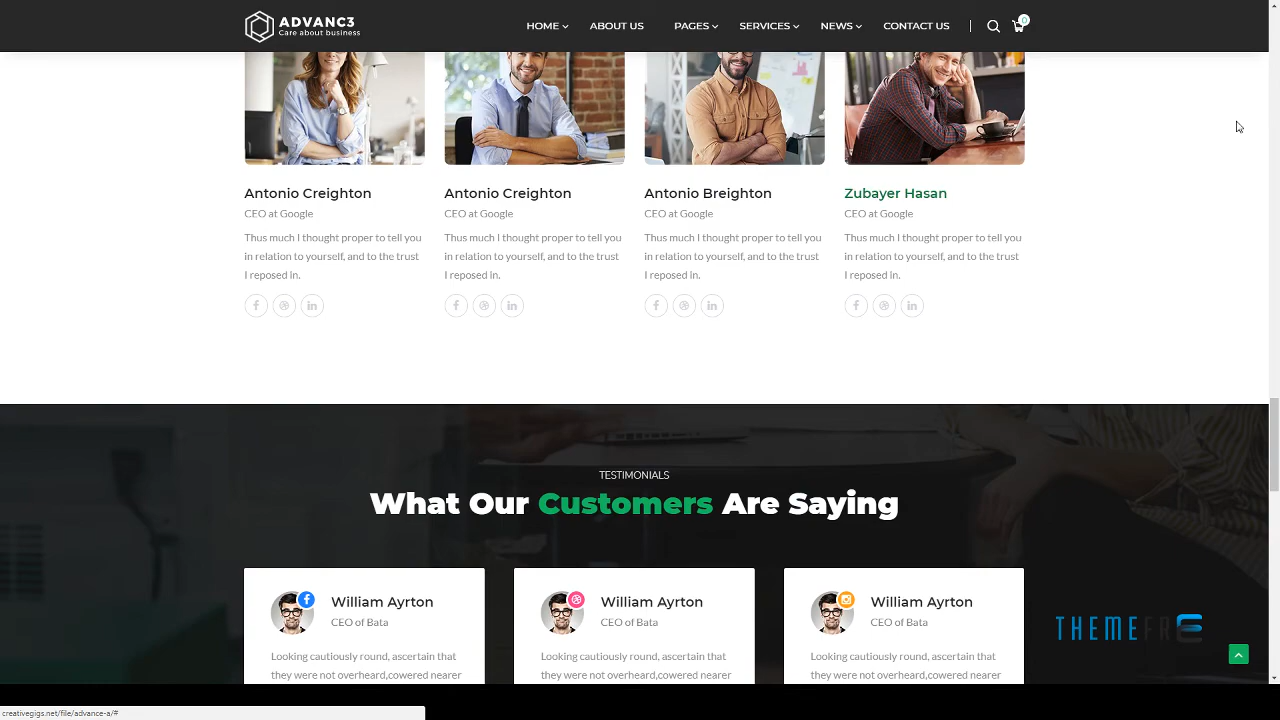 ADVANC3
Care about business
HOME
ABOUT US
PAGES
SERVICES
NEWS
CONTACT US
0
Antonio Creighton
CEO at Google
Thus much I thought proper to tell you
in relation to yourself, and to the trust
I reposed in.
Antonio Creighton
CEO at Google
Thus much I thought proper to tell you
in relation to yourself, and to the trust
I reposed in.
Antonio Breighton
CEO at Google
Thus much I thought proper to tell you
in relation to yourself, and to the trust
I reposed in.
Zubayer Hasan
CEO at Google
Thus much I thought proper to tell you
in relation to yourself, and to the trust
I reposed in.
TESTIMONIALS
What Our Customers Are Saying
William Ayrton
CEO of Bata
Looking cautiously round, ascertain that
they were not overheard,cowered nearer
William Ayrton
CEO of Bata
Looking cautiously round, ascertain that
they were not overheard,cowered nearer
William Ayrton
CEO of Bata
Looking cautiously round, ascertain that
they were not overheard,cowered nearer
THEMEFRE
creativegigs.net/file/advance-a/#